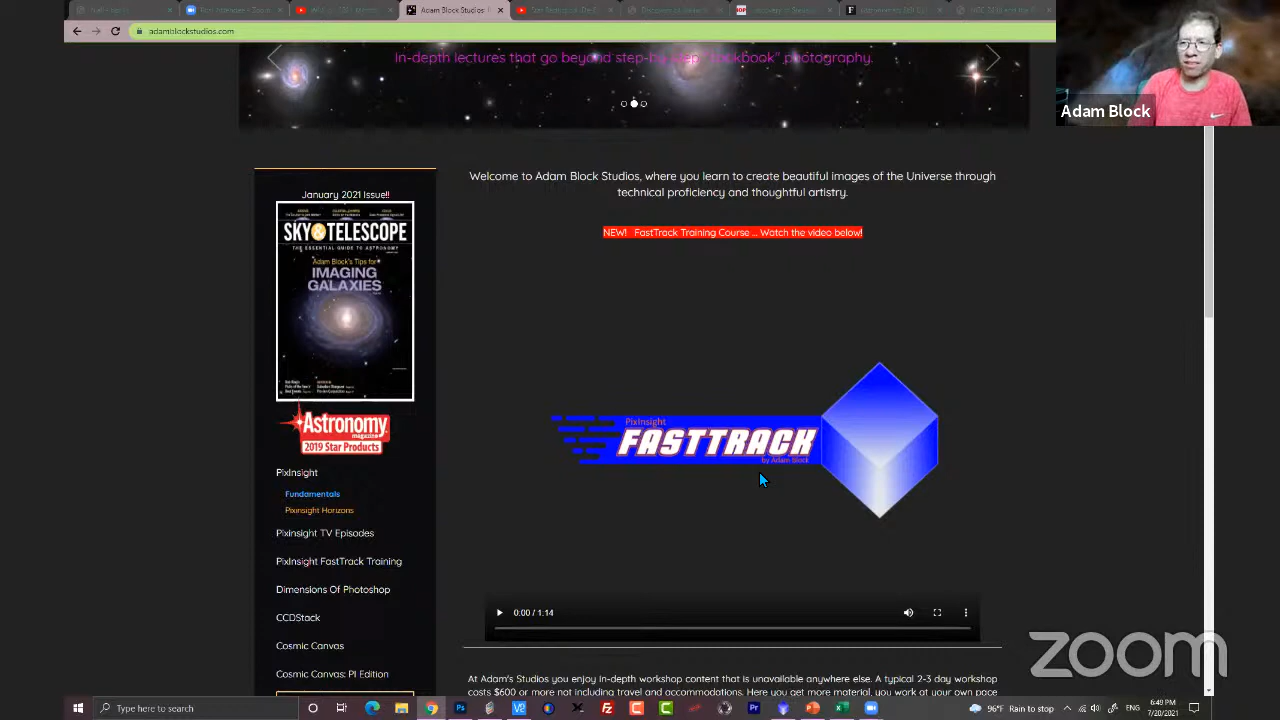 Adam Block Studios
adamblockstudios.com
Adam Block
In-depth lectures that go beyond step-by-step "cookbook" photography.
Welcome to Adam Block Studios, where you learn to create beautiful images of the Universe through
technical proficiency and thoughtful artistry.
NEW! FastTrack Training Course ... Watch the video below!
January 2021 Issue!!
SKY & TELESCOPE
THE ESSENTIAL GUIDE TO ASTRONOMY
Adam Block's Tips for
IMAGING
GALAXIES
Astronomy
magazine
2019 Star Products
PixInsight
Fundamentals
Pixinsight Horizons
PixInsight TV Episodes
PixInsight FastTrack Training
Dimensions Of Photoshop
CCDStack
Cosmic Canvas
Cosmic Canvas: PI Edition
PixInsight
FASTTRACK
by Adam Block
0:00 / 1:14
At Adam's Studios you enjoy in-depth workshop content that is unavailable anywhere else. A typical 2-3 day workshop
costs $600 or more not including travel and accommodations. Here you get more material, you work at your own pace
zoom
Type here to search
96°F Rain to stop
6:49 PM
7/20/2021